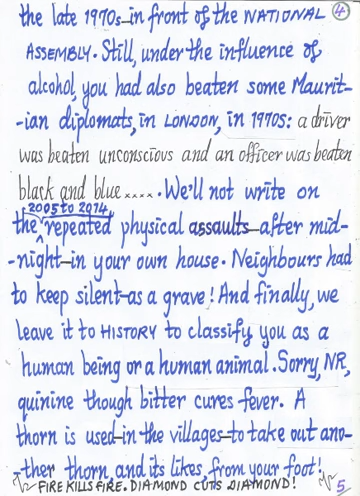 the late 1970s—in front of the NATIONAL 4
ASSEMBLY. Still, under the influence of
alcohol, you had also beaten some Maurit-
-ian diplomats, in LONDON, in 1970s: a driver
was beaten unconscious and an officer was beaten
black and blue..... We'll not write on
2005 to 2014
the repeated physical assaults—after mid-
-night—in your own house. Neighbours had
to keep silent—as a grave! And finally, we
leave it to HISTORY to classify you as a
human being or a human animal. Sorry, NR,
quinine though bitter cures fever. A
thorn is used—in the villages—to take out ano-
-ther thorn, and its likes, from your foot!
FIRE KILLS FIRE. DIAMOND CUTS DIAMOND! 5